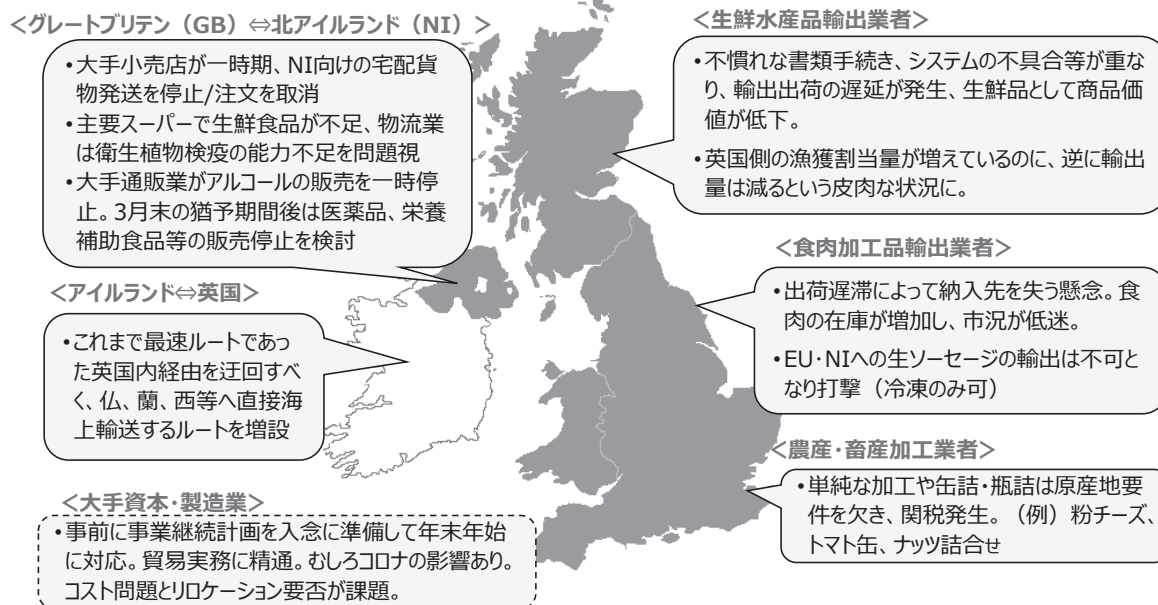 <グレートブリテン（GB）⇔北アイルランド（NI）>
•大手小売店が一時期、NI向けの宅配貨
物発送を停止/注文を取消
•主要スーパーで生鮮食品が不足、物流業
は衛生植物検疫の能力不足を問題視
•大手通販業がアルコールの販売を一時停
止。3月末の猶予期間後は医薬品、栄養
補助食品等の販売停止を検討
<アイルランド⇔英国>
•これまで最速ルートであっ
た英国内経由を迂回すべ
く、仏、蘭、西等へ直接海
上輸送するルートを増設
<大手資本･製造業>
•事前に事業継続計画を入念に準備して年末年始
に対応。貿易実務に精通。むしろコロナの影響あり。
コスト問題とリロケーション要否が課題。
<生鮮水産品輸出業者>
•不慣れな書類手続き、システムの不具合等が重な
り、輸出出荷の遅延が発生、生鮮品として商品価
値が低下。
•英国側の漁獲割当量が増えているのに、逆に輸出
量は減るという皮肉な状況に。
<食肉加工品輸出業者>
•出荷遅滞によって納入先を失う懸念。食
肉の在庫が増加し、市況が低迷。
•EU･NIへの生ソーセージの輸出は不可と
なり打撃（冷凍のみ可）
<農産･畜産加工業者>
•単純な加工や缶詰･瓶詰は原産地要
件を欠き、関税発生。（例）粉チーズ、
トマト缶、ナッツ詰合せ